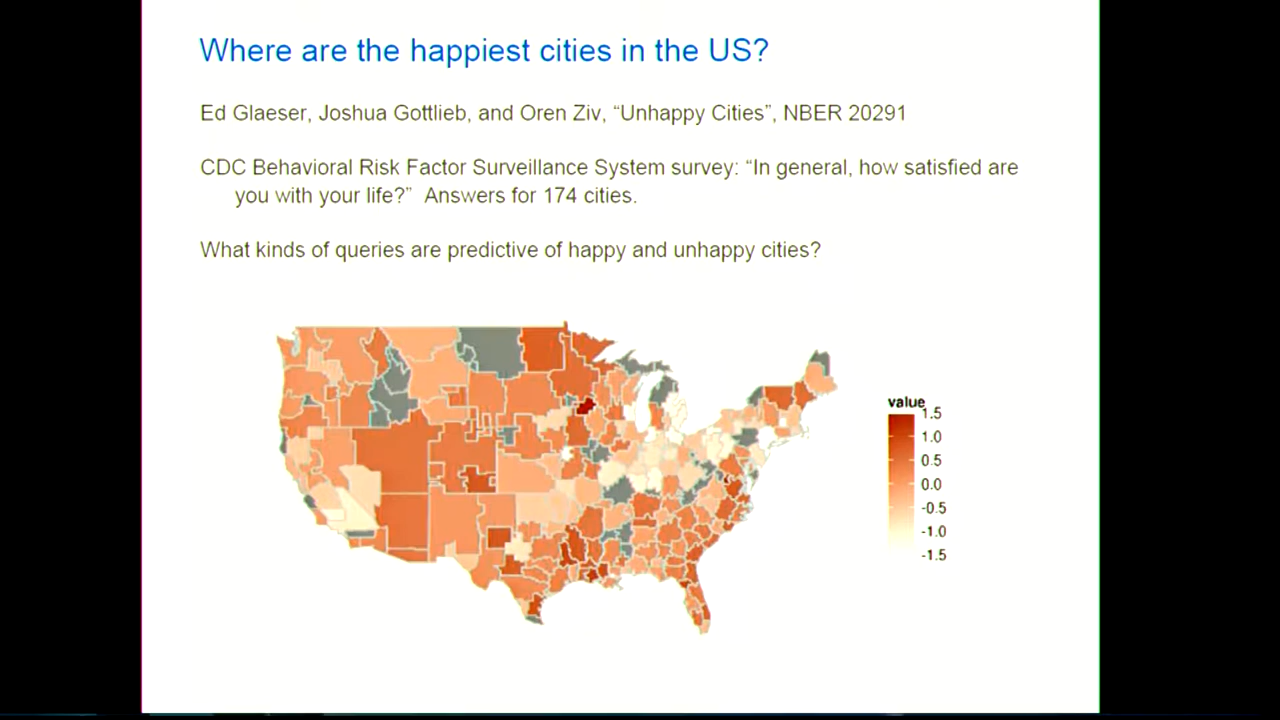 Where are the happiest cities in the US?
Ed Glaeser, Joshua Gottlieb, and Oren Ziv, “Unhappy Cities”, NBER 20291
CDC Behavioral Risk Factor Surveillance System survey: “In general, how satisfied are
you with your life?” Answers for 174 cities.
What kinds of queries are predictive of happy and unhappy cities?
value
1.5
1.0
0.5
0.0
-0.5
-1.0
-1.5